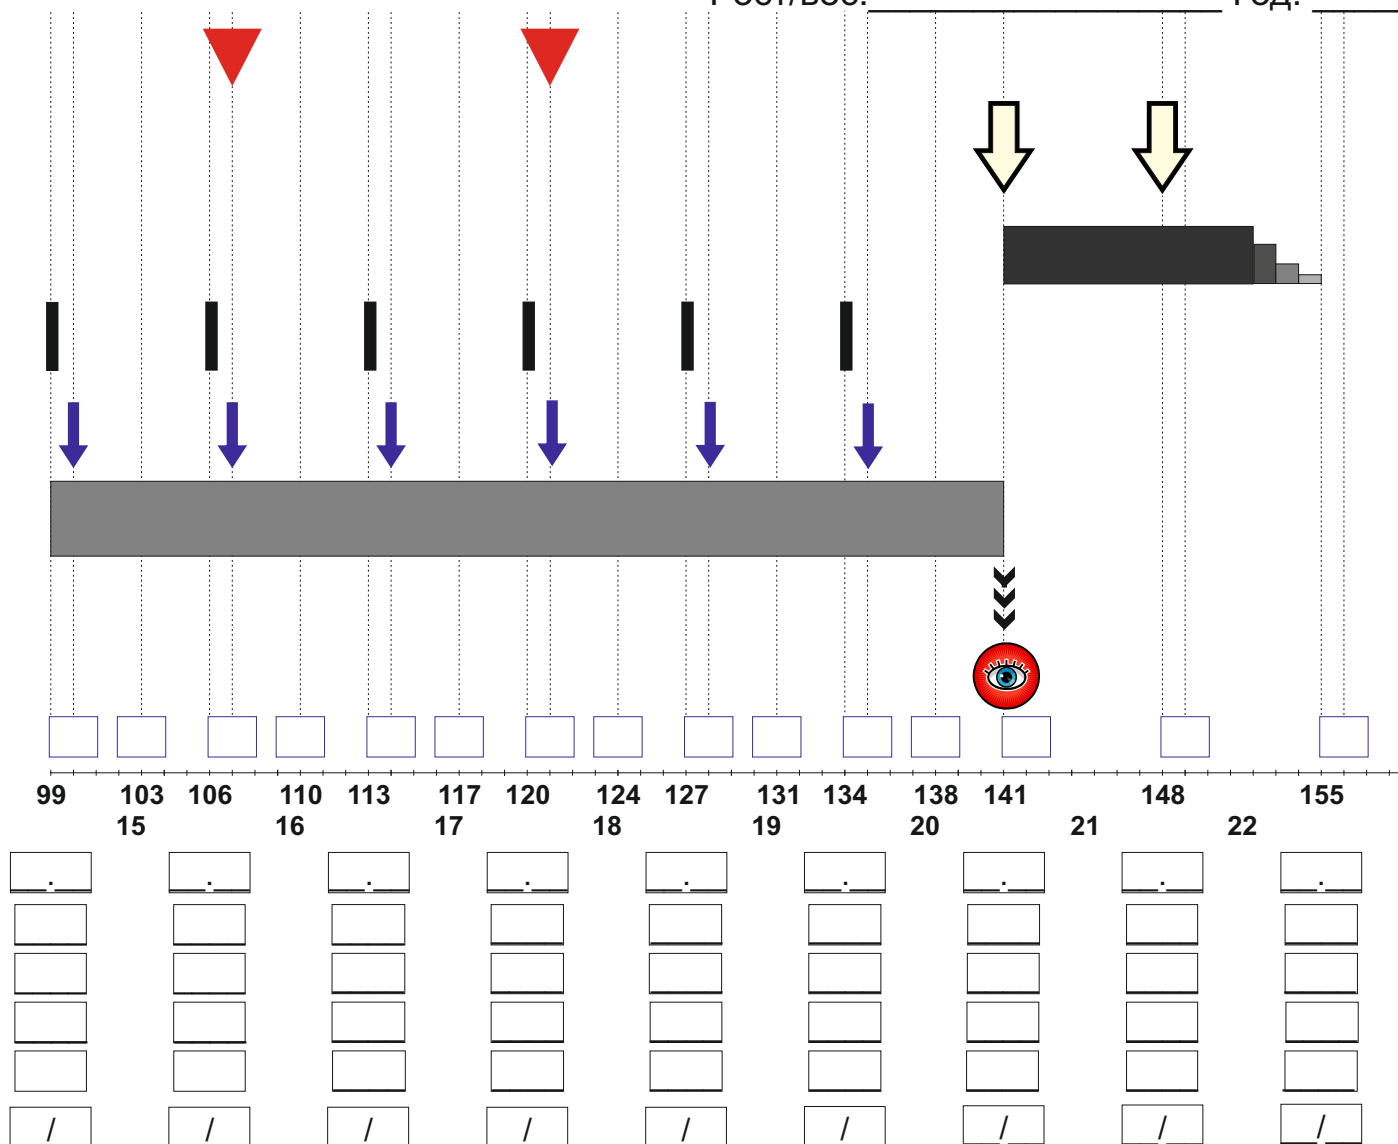 Рост/вес: Год:
99 103 106 110 113 117 120 124 127 131 134 138 141 148 155
15 16 17 18 19 20 21 22
. . . . . . . . .
/ / / / / / / / /